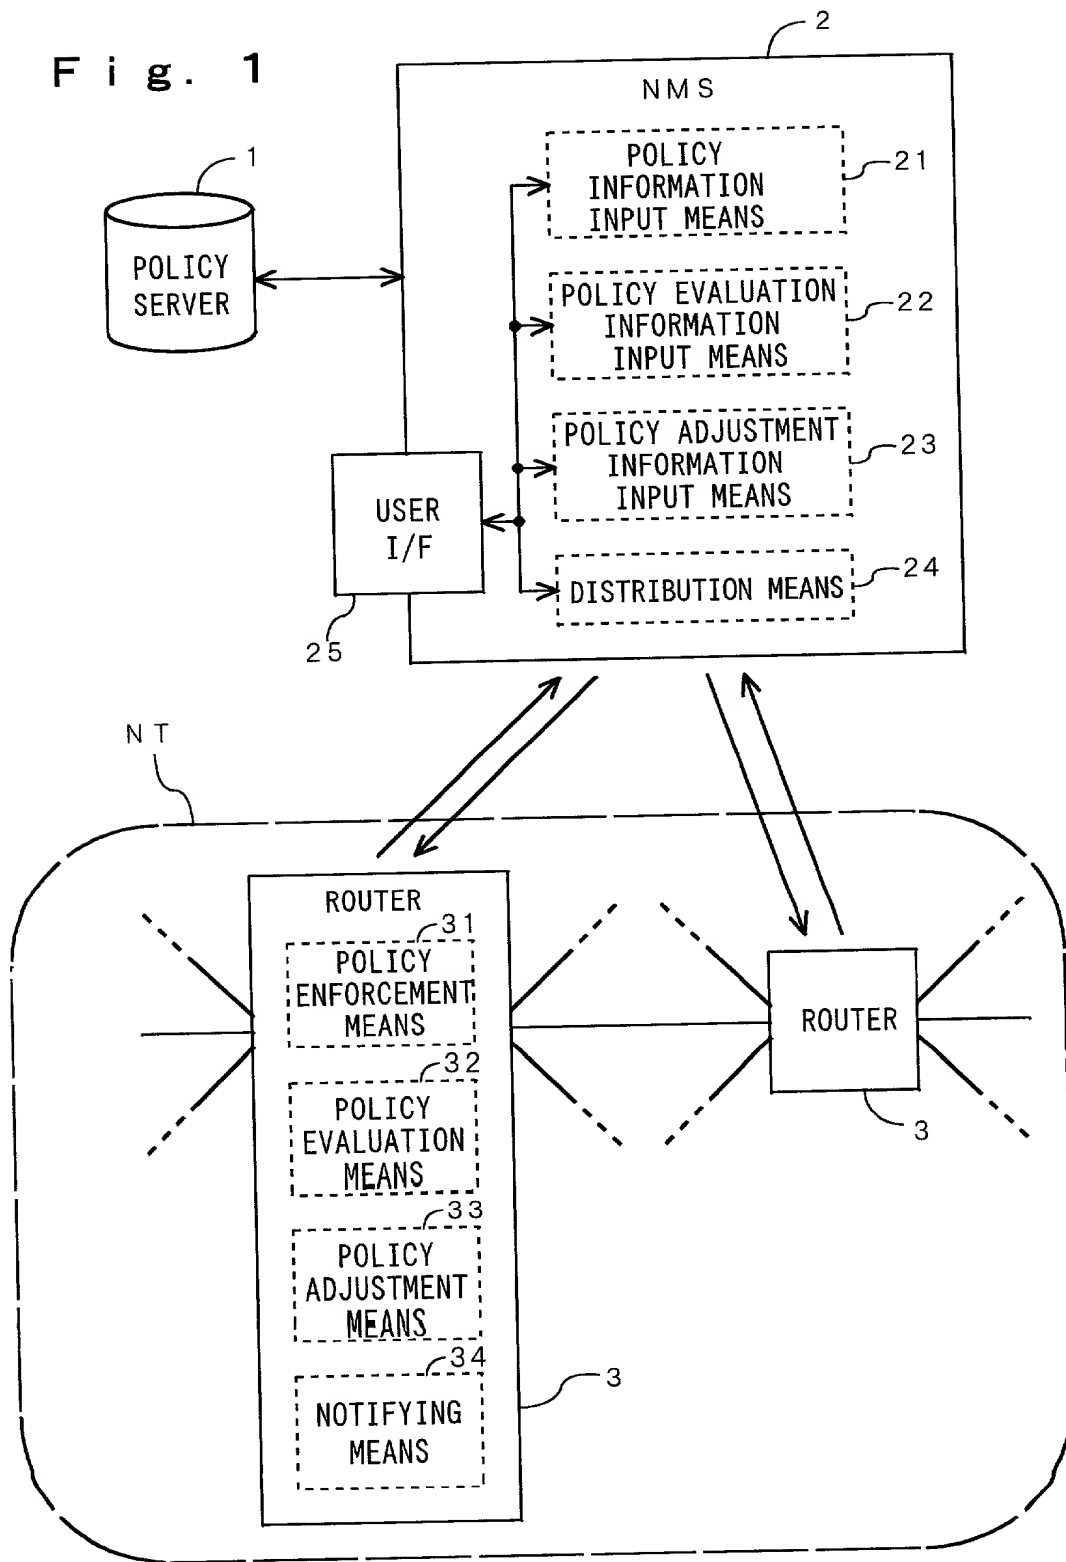 Fig. 1
2
NMS
1
POLICY
SERVER
POLICY
INFORMATION
INPUT MEANS
21
POLICY EVALUATION
INFORMATION
INPUT MEANS
22
POLICY ADJUSTMENT
INFORMATION
INPUT MEANS
23
USER
I/F
25
DISTRIBUTION MEANS
24
NT
ROUTER
31
POLICY
ENFORCEMENT
MEANS
32
POLICY
EVALUATION
MEANS
33
POLICY
ADJUSTMENT
MEANS
34
NOTIFYING
MEANS
3
ROUTER
3